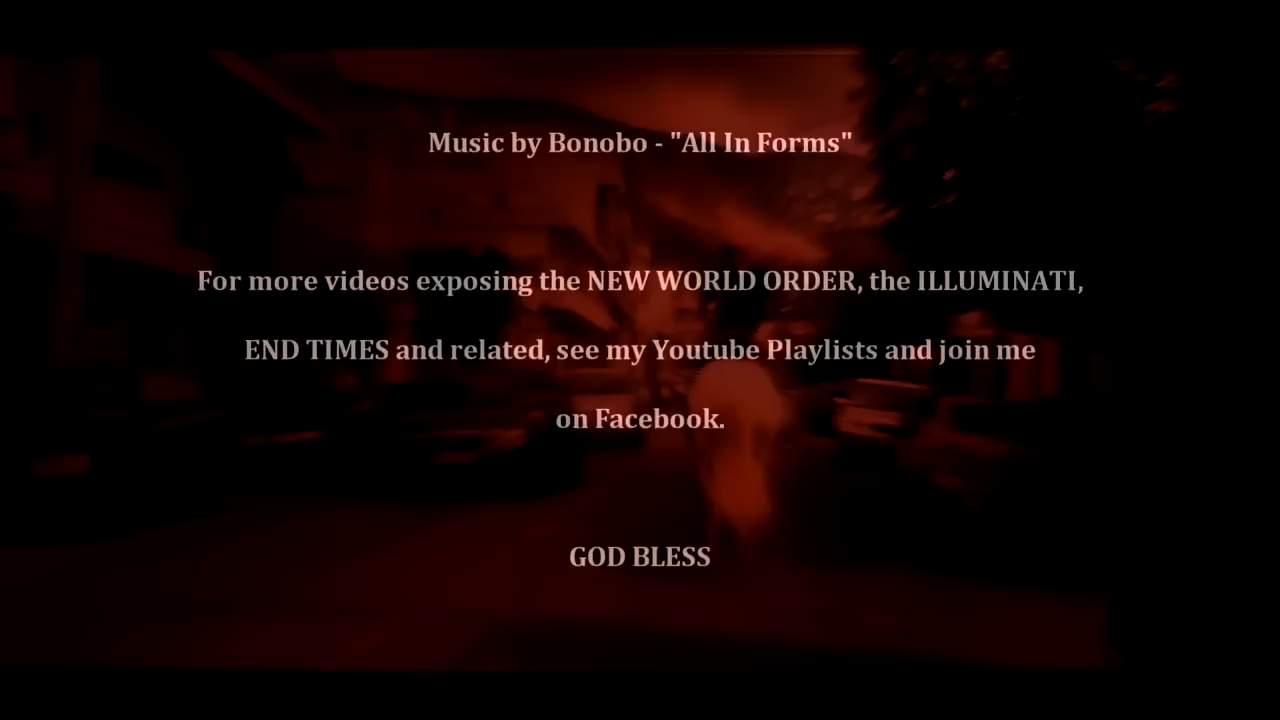 Music by Bonobo - "All In Forms"
For more videos exposing the NEW WORLD ORDER, the ILLUMINATI,
END TIMES and related, see my Youtube Playlists and join me
on Facebook.
GOD BLESS